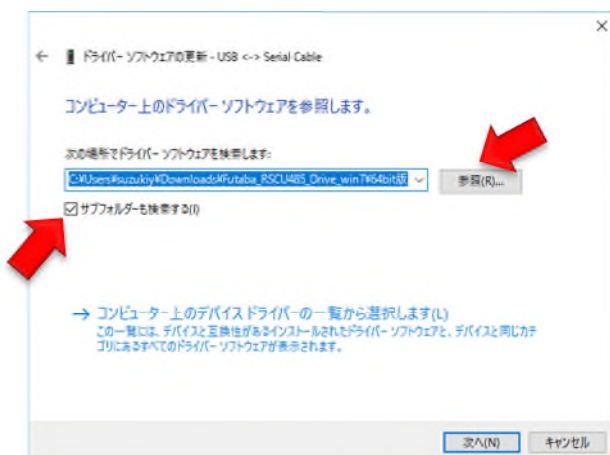 ← ドライバー ソフトウェアの更新 - USB <-> Serial Cable
コンピューター上のドライバー ソフトウェアを参照します。
次の場所でドライバー ソフトウェアを検索します:
C:¥Users¥suzukiy¥Downloads¥Futaba_RSCU485_Drive_win7¥64bit版
参照(R)...
サブフォルダーも検索する(I)
→ コンピューター上のデバイス ドライバーの一覧から選択します(L)
この一覧には、デバイスと互換性があるインストールされたドライバー ソフトウェアと、デバイスと同じカテ
ゴリにあるすべてのドライバー ソフトウェアが表示されます。
次へ(N)
キャンセル